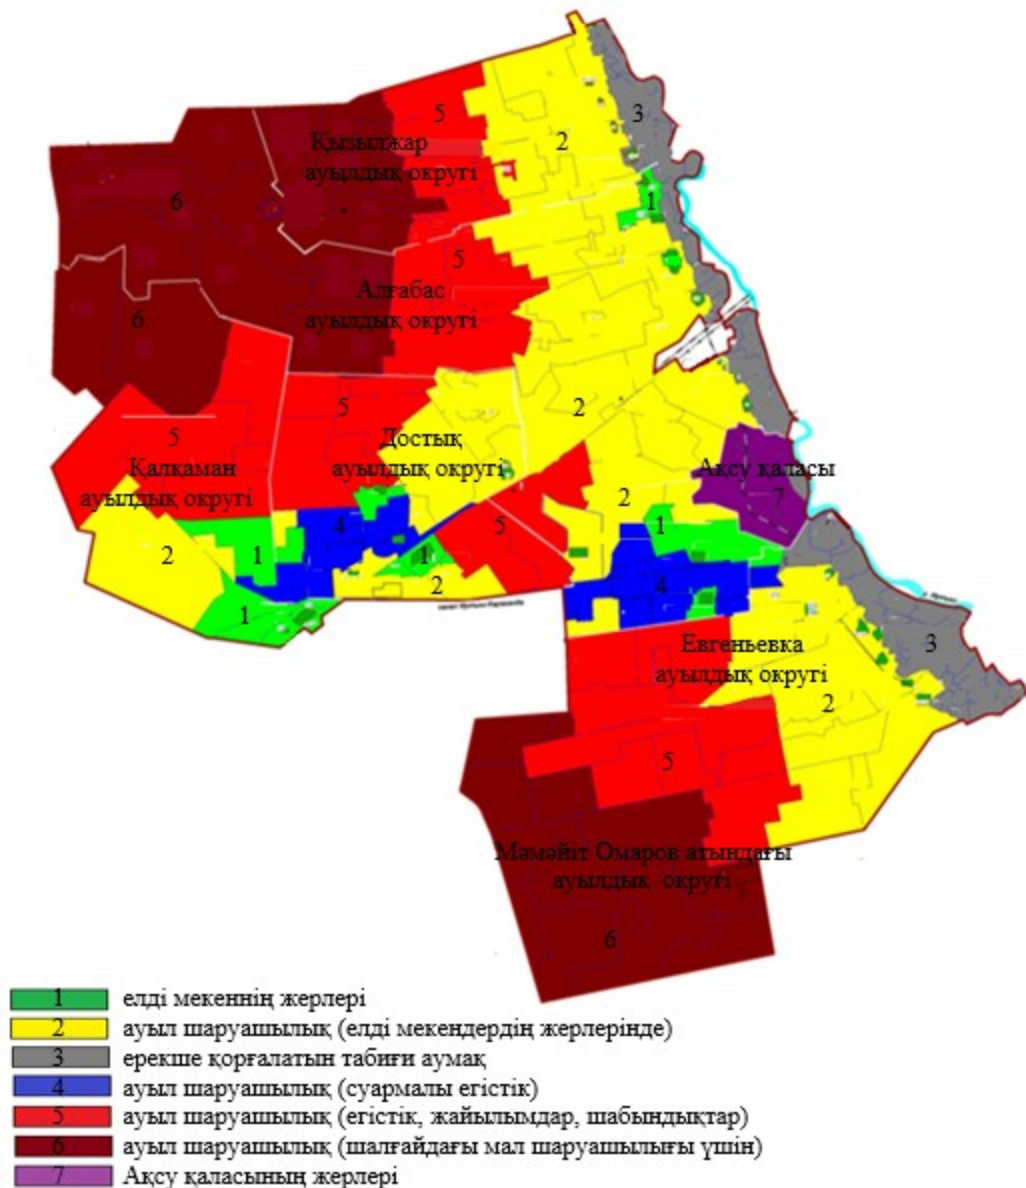 5
3
Қызылжар
ауылдық округі
2
6
1
5
Алғабас
ауылдық округі
6
5
2
5
Достық
ауылдық округі
Қалқаман
ауылдық округі
Ақсу қаласы
7
2
4
5
1
2
1
1
2
4
1
3
Евгеньевка
ауылдық округі
2
5
Мәмәйіт Омаров атындағы
ауылдық округі
6
1 елді мекеннің жерлері
2 ауыл шаруашылық (елді мекендердің жерлерінде)
3 ерекше қорғалатын табиғи аумақ
4 ауыл шаруашылық (суармалы егістік)
5 ауыл шаруашылық (егістік, жайылымдар, шабындықтар)
6 ауыл шаруашылық (шалғайдағы мал шаруашылығы үшін)
7 Ақсу қаласының жерлері